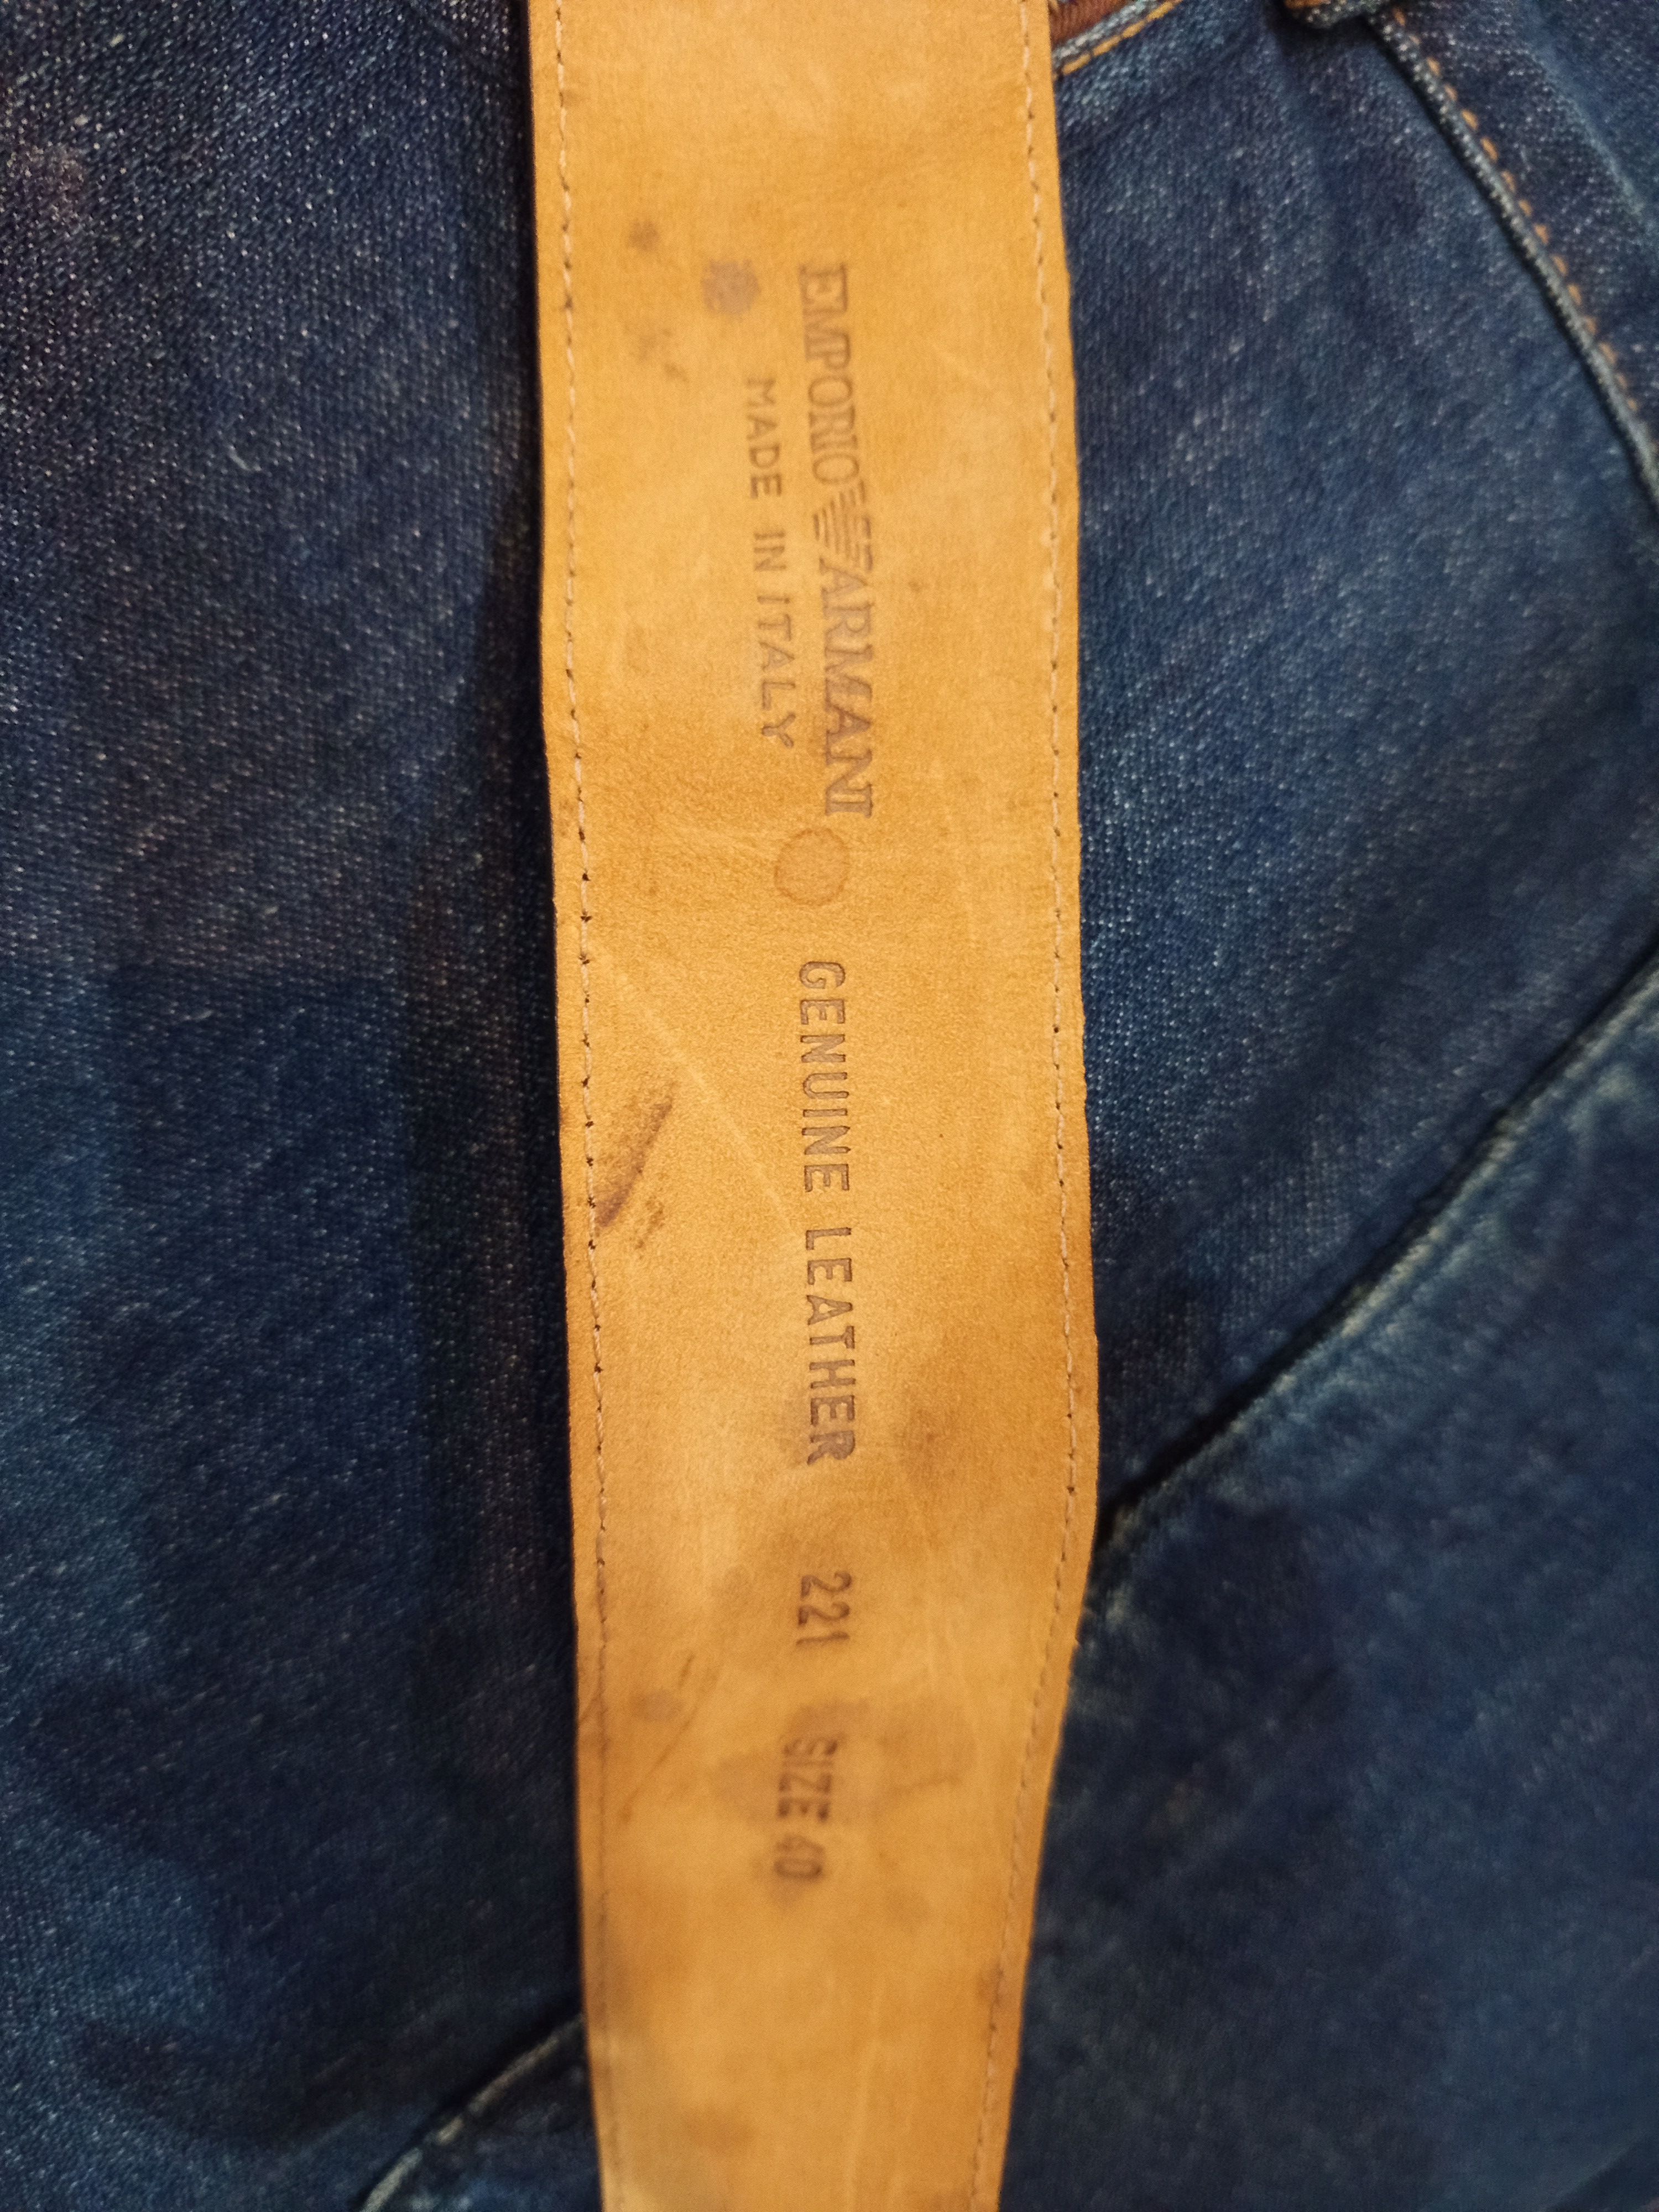 EMPORIO ARMANI
MADE IN ITALY
GENUINE LEATHER 221 SIZE 40